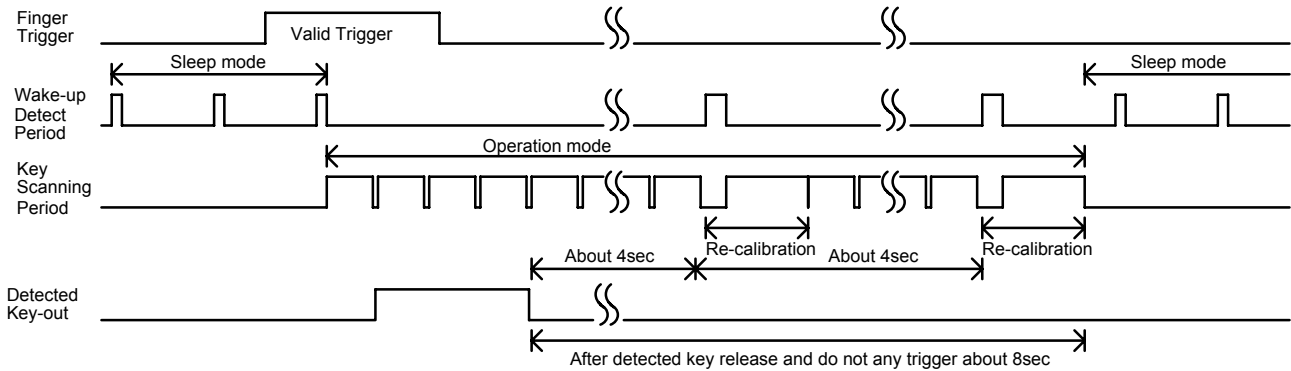 Finger
Trigger
Valid Trigger
Sleep mode
Sleep mode
Wake-up
Detect
Period
Operation mode
Key
Scanning
Period
Re-calibration
Re-calibration
About 4sec
About 4sec
Detected
Key-out
After detected key release and do not any trigger about 8sec